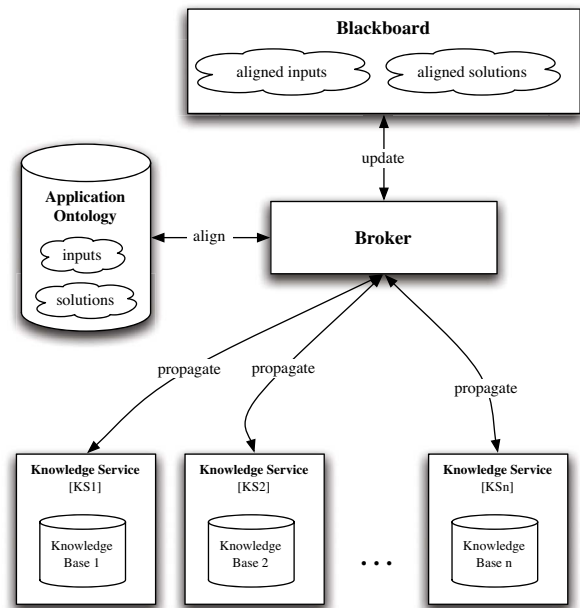 Blackboard
aligned inputs
aligned solutions
update
Application
Ontology
inputs
solutions
align
Broker
propagate
propagate
propagate
Knowledge Service
[KS1]
Knowledge
Base 1
Knowledge Service
[KS2]
Knowledge
Base 2
...
Knowledge Service
[KSn]
Knowledge
Base n